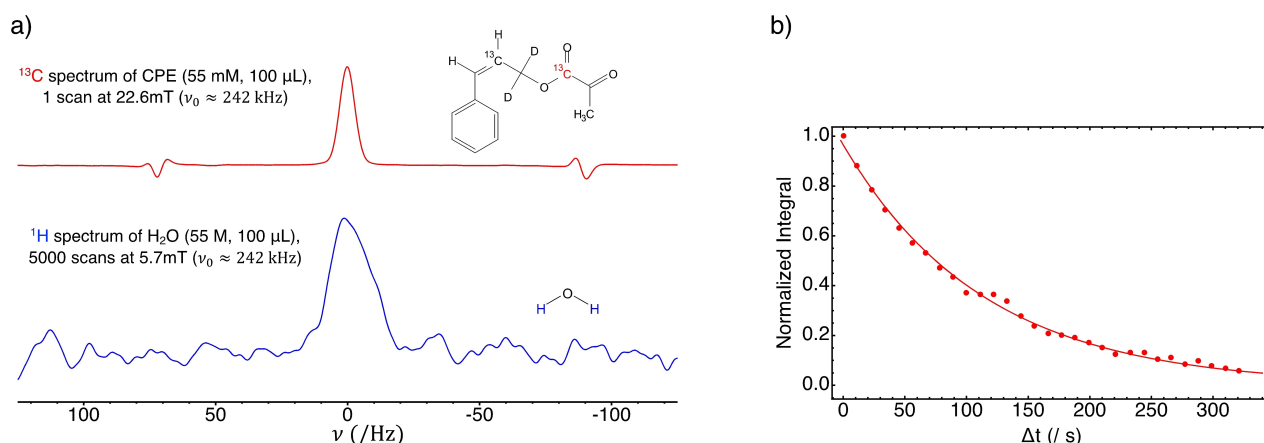 a)
¹³C spectrum of CPE (55 mM, 100 μL),
1 scan at 22.6mT (ν₀ ≈ 242 kHz)
H
¹³C
D
O
H
¹³C
O
O
D
H₃C
¹H spectrum of H₂O (55 M, 100 μL),
5000 scans at 5.7mT (ν₀ ≈ 242 kHz)
O
H H
100 50 0 -50 -100
ν (/Hz)
b)
Normalized Integral
1.0
0.8
0.6
0.4
0.2
0.0
0 50 100 150 200 250 300
Δt (/ s)